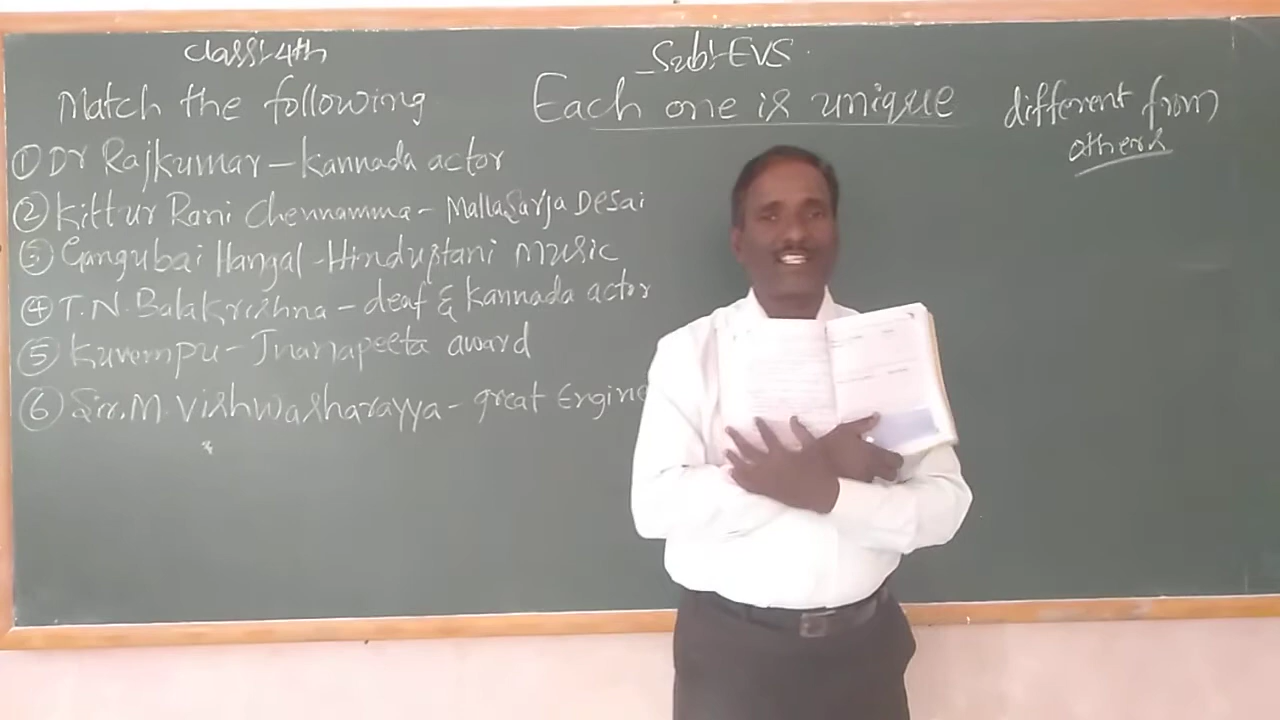 Class:- 4th
Sub:- EVS
Match the following
Each one is unique
different from
others
① Dr Rajkumar - kannada actor
② Kittur Rani Chennamma - MallaSarja Desai
③ Gangubai Hangal - Hindustani music
④ T.N. Balakrishna - deaf & kannada actor
⑤ Kuvempu - Jnanapeeta award
⑥ Sir. M. Vishwasharayya - great Engine